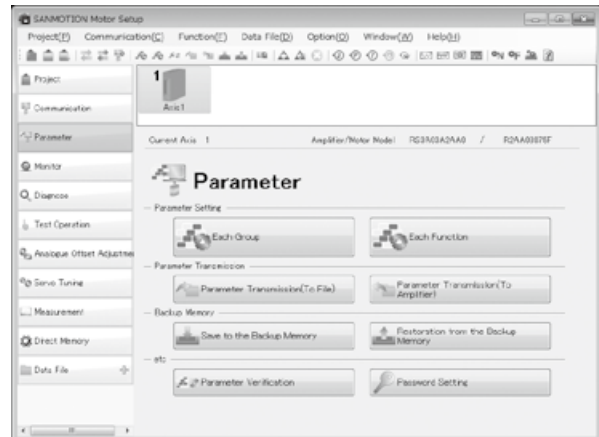 SANMOTION Motor Setup
Project(P) Communication(C) Function(F) Data File(D) Option(O) Window(W) Help(H)
Project
Communication
Parameter
Monitor
Diagnose
Test Operation
Analogue Offset Adjustme
Servo Tuning
Measurement
Direct Memory
Data File
1
Axis1
Current Axis 1 Amplifier/Motor Model /
Parameter
Parameter Setting
Each Group
Each Function
Parameter Transmission
Parameter Transmission(To File)
Parameter Transmission(To Amplifier)
Backup Memory
Save to the Backup Memory
Restoration from the Backup Memory
etc
Parameter Verification
Password Setting